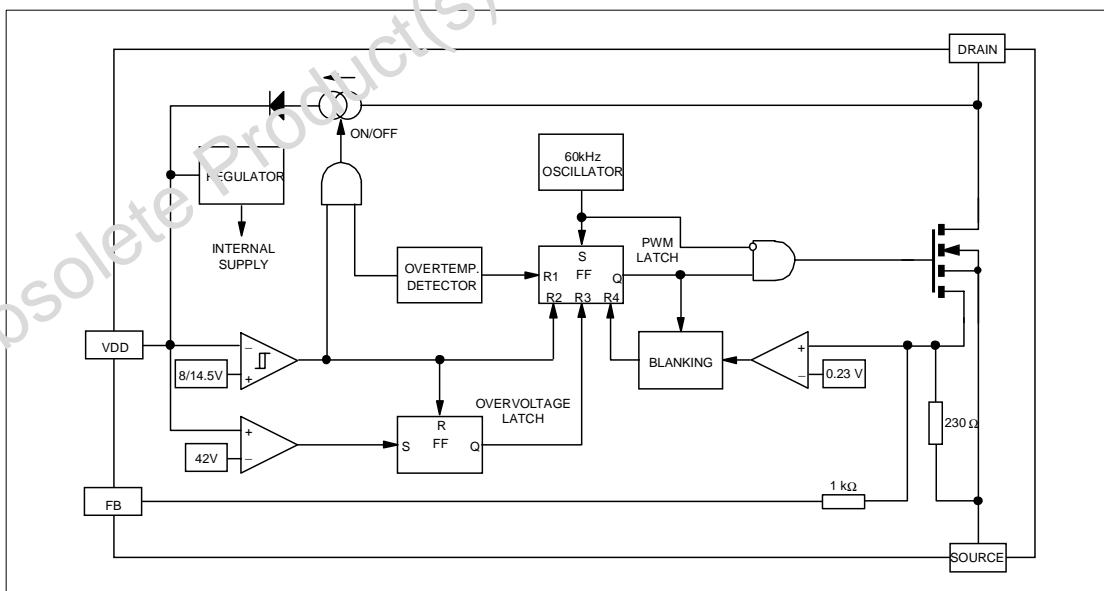 Obsolete Product(s)
DRAIN
ON/OFF
60kHz
OSCILLATOR
REGULATOR
INTERNAL
SUPPLY
PWM
LATCH
OVERTEMP.
DETECTOR
R1
S
FF
Q
R2 R3 R4
VDD
−
8/14.5V
+
BLANKING
+
−
0.23 V
OVERVOLTAGE
LATCH
230 Ω
R
FF
S
Q
+
−
42V
1 kΩ
FB
SOURCE